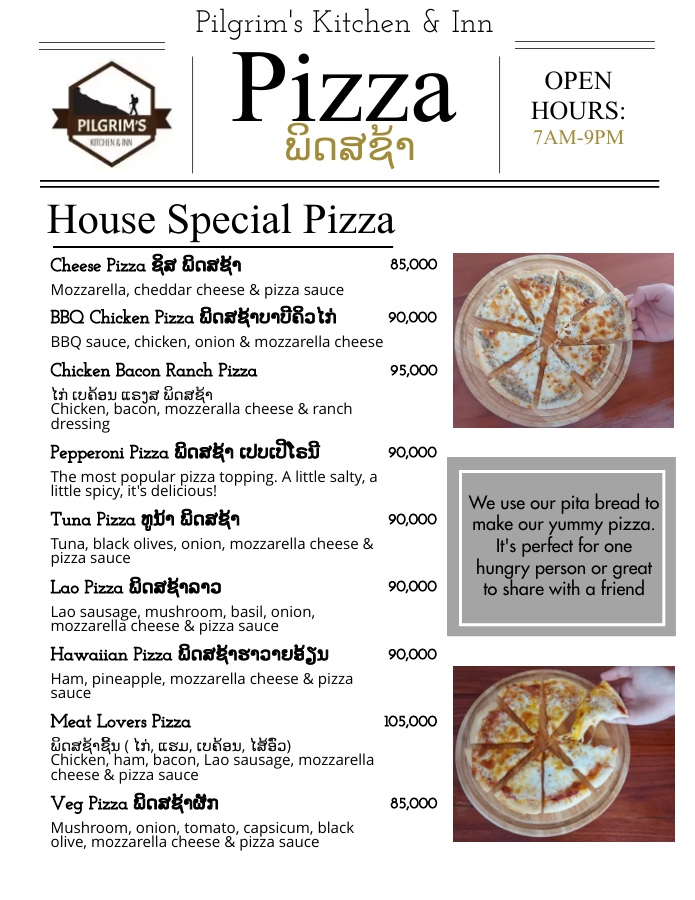 Pilgrim's Kitchen & Inn
PILGRIM'S
KITCHEN & INN
Pizza
ພິດສຊ້າ
OPEN
HOURS:
7AM-9PM
House Special Pizza
Cheese Pizza ຊິສ ພິດສຊ້າ 85,000
Mozzarella, cheddar cheese & pizza sauce
BBQ Chicken Pizza ພິດສຊ້າບາບີຄິວໄກ່ 90,000
BBQ sauce, chicken, onion & mozzarella cheese
Chicken Bacon Ranch Pizza 95,000
ໄກ່ ເບຄ້ອນ ແຣງສ ພິດສຊ້າ
Chicken, bacon, mozzeralla cheese & ranch
dressing
Pepperoni Pizza ພິດສຊ້າ ເປບເປີໂຣນີ 90,000
The most popular pizza topping. A little salty, a
little spicy, it's delicious!
Tuna Pizza ທູນ້າ ພິດສຊ້າ 90,000
Tuna, black olives, onion, mozzarella cheese &
pizza sauce
Lao Pizza ພິດສຊ້າລາວ 90,000
Lao sausage, mushroom, basil, onion,
mozzarella cheese & pizza sauce
Hawaiian Pizza ພິດສຊ້າຮາວາຍອ້ຽນ 90,000
Ham, pineapple, mozzarella cheese & pizza
sauce
Meat Lovers Pizza 105,000
ພິດສຊ້າຊີ້ນ ( ໄກ່, ແຮມ, ເບຄ້ອນ, ໄສ້ອົ່ວ)
Chicken, ham, bacon, Lao sausage, mozzarella
cheese & pizza sauce
Veg Pizza ພິດສຊ້າຜັກ 85,000
Mushroom, onion, tomato, capsicum, black
olive, mozzarella cheese & pizza sauce
We use our pita bread to
make our yummy pizza.
It's perfect for one
hungry person or great
to share with a friend